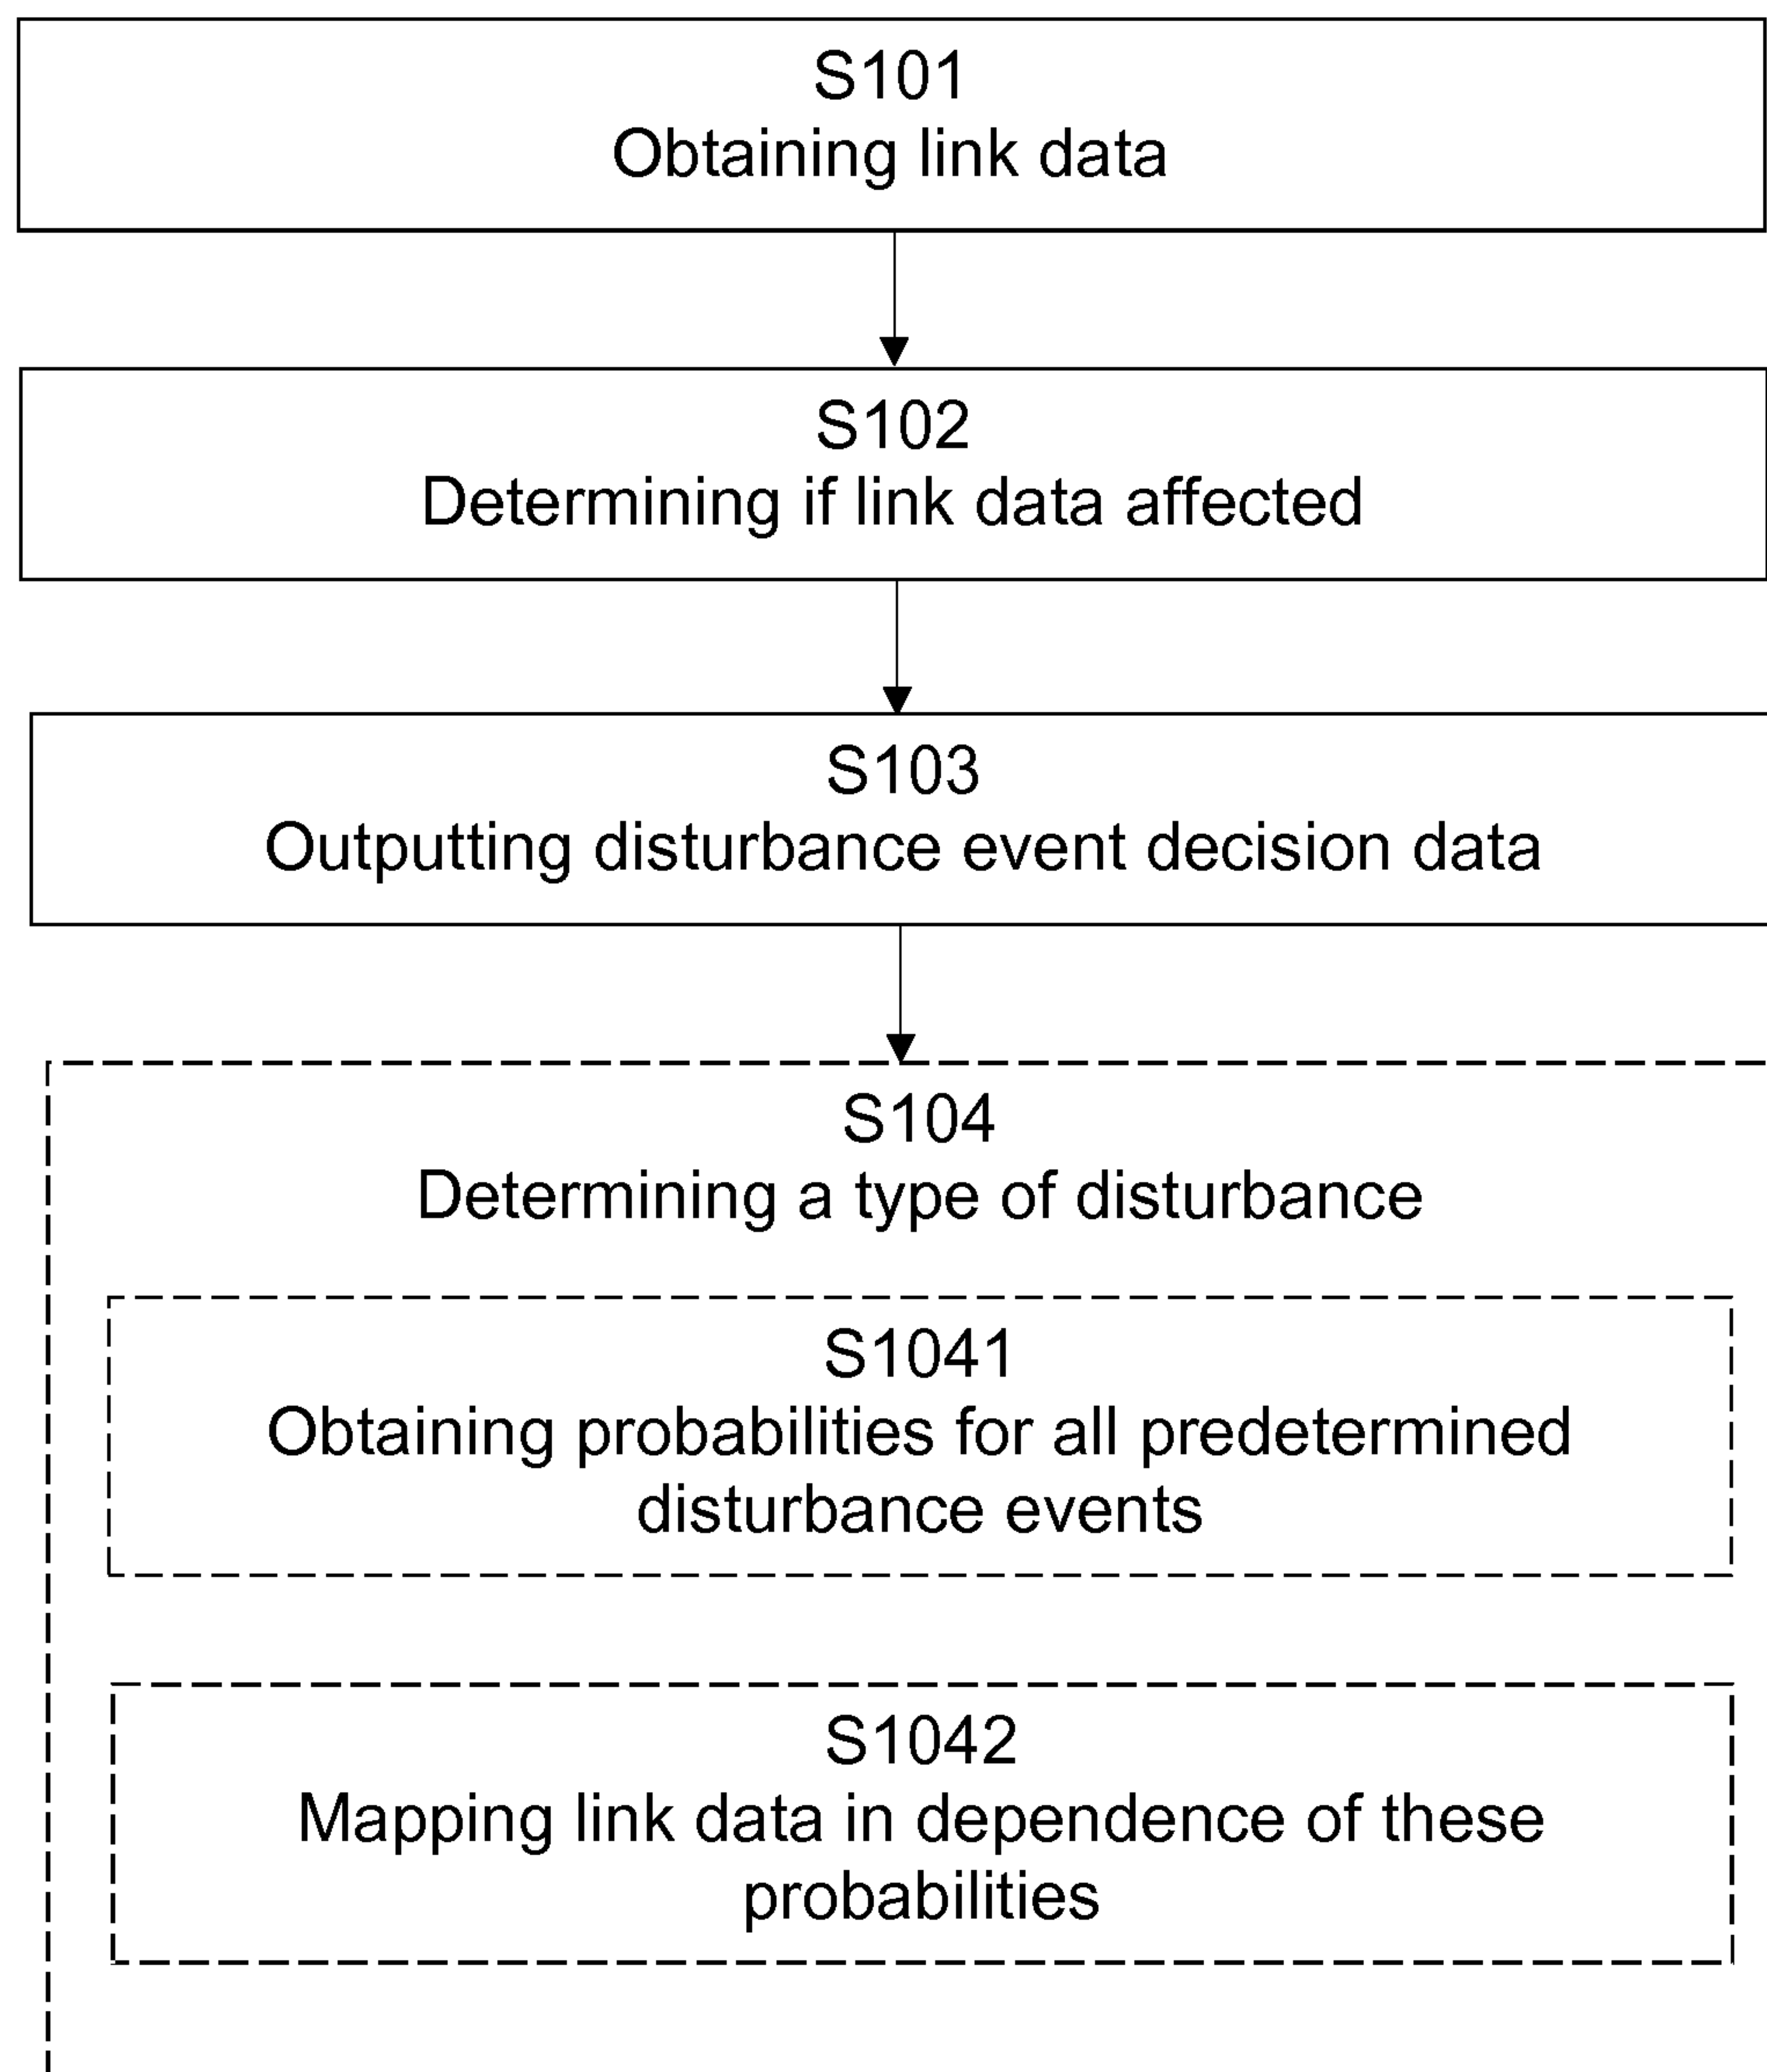 S101
Obtaining link data
S102
Determining if link data affected
S103
Outputting disturbance event decision data
S104
Determining a type of disturbance
S1041
Obtaining probabilities for all predetermined
disturbance events
S1042
Mapping link data in dependence of these
probabilities